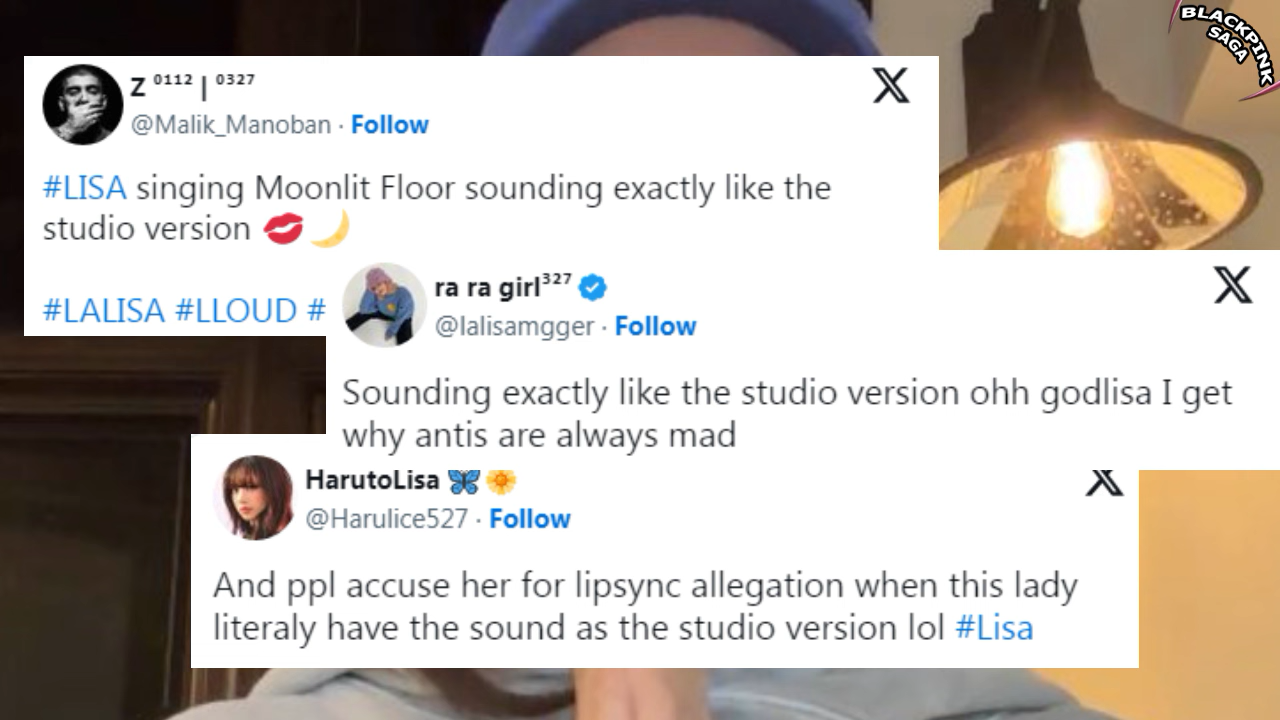 BLACKPINK
SAGA
Z ⁰¹¹² | ⁰³²⁷
@Malik_Manoban · Follow
#LISA singing Moonlit Floor sounding exactly like the
studio version 💋🌙
#LALISA #LLOUD #
ra ra girl³²⁷
@lalisamgger · Follow
Sounding exactly like the studio version ohh godlisa I get
why antis are always mad
HarutoLisa 🦋🌼
@Harulice527 · Follow
And ppl accuse her for lipsync allegation when this lady
literaly have the sound as the studio version lol #Lisa